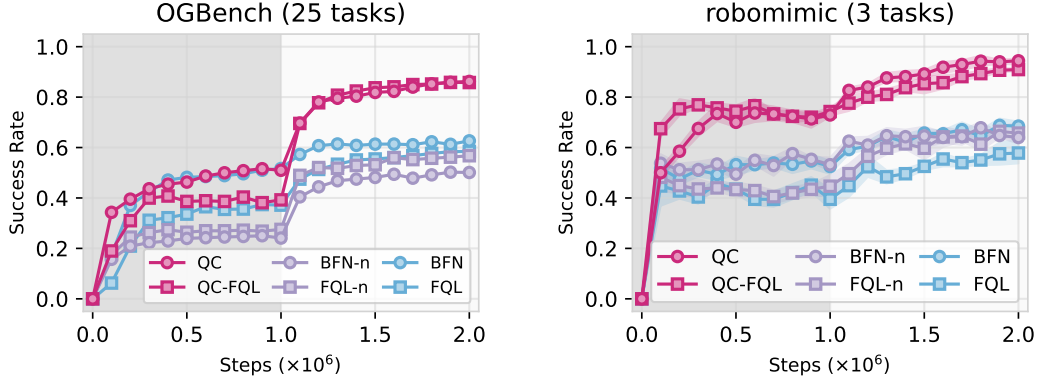 OGBench (25 tasks)
Success Rate
1.0
0.8
0.6
0.4
0.2
0.0
QC
QC-FQL
BFN-n
FQL-n
BFN
FQL
0.0 0.5 1.0 1.5 2.0
Steps (×10⁶)
robomimic (3 tasks)
Success Rate
1.0
0.8
0.6
0.4
0.2
0.0
QC
QC-FQL
BFN-n
FQL-n
BFN
FQL
0.0 0.5 1.0 1.5 2.0
Steps (×10⁶)